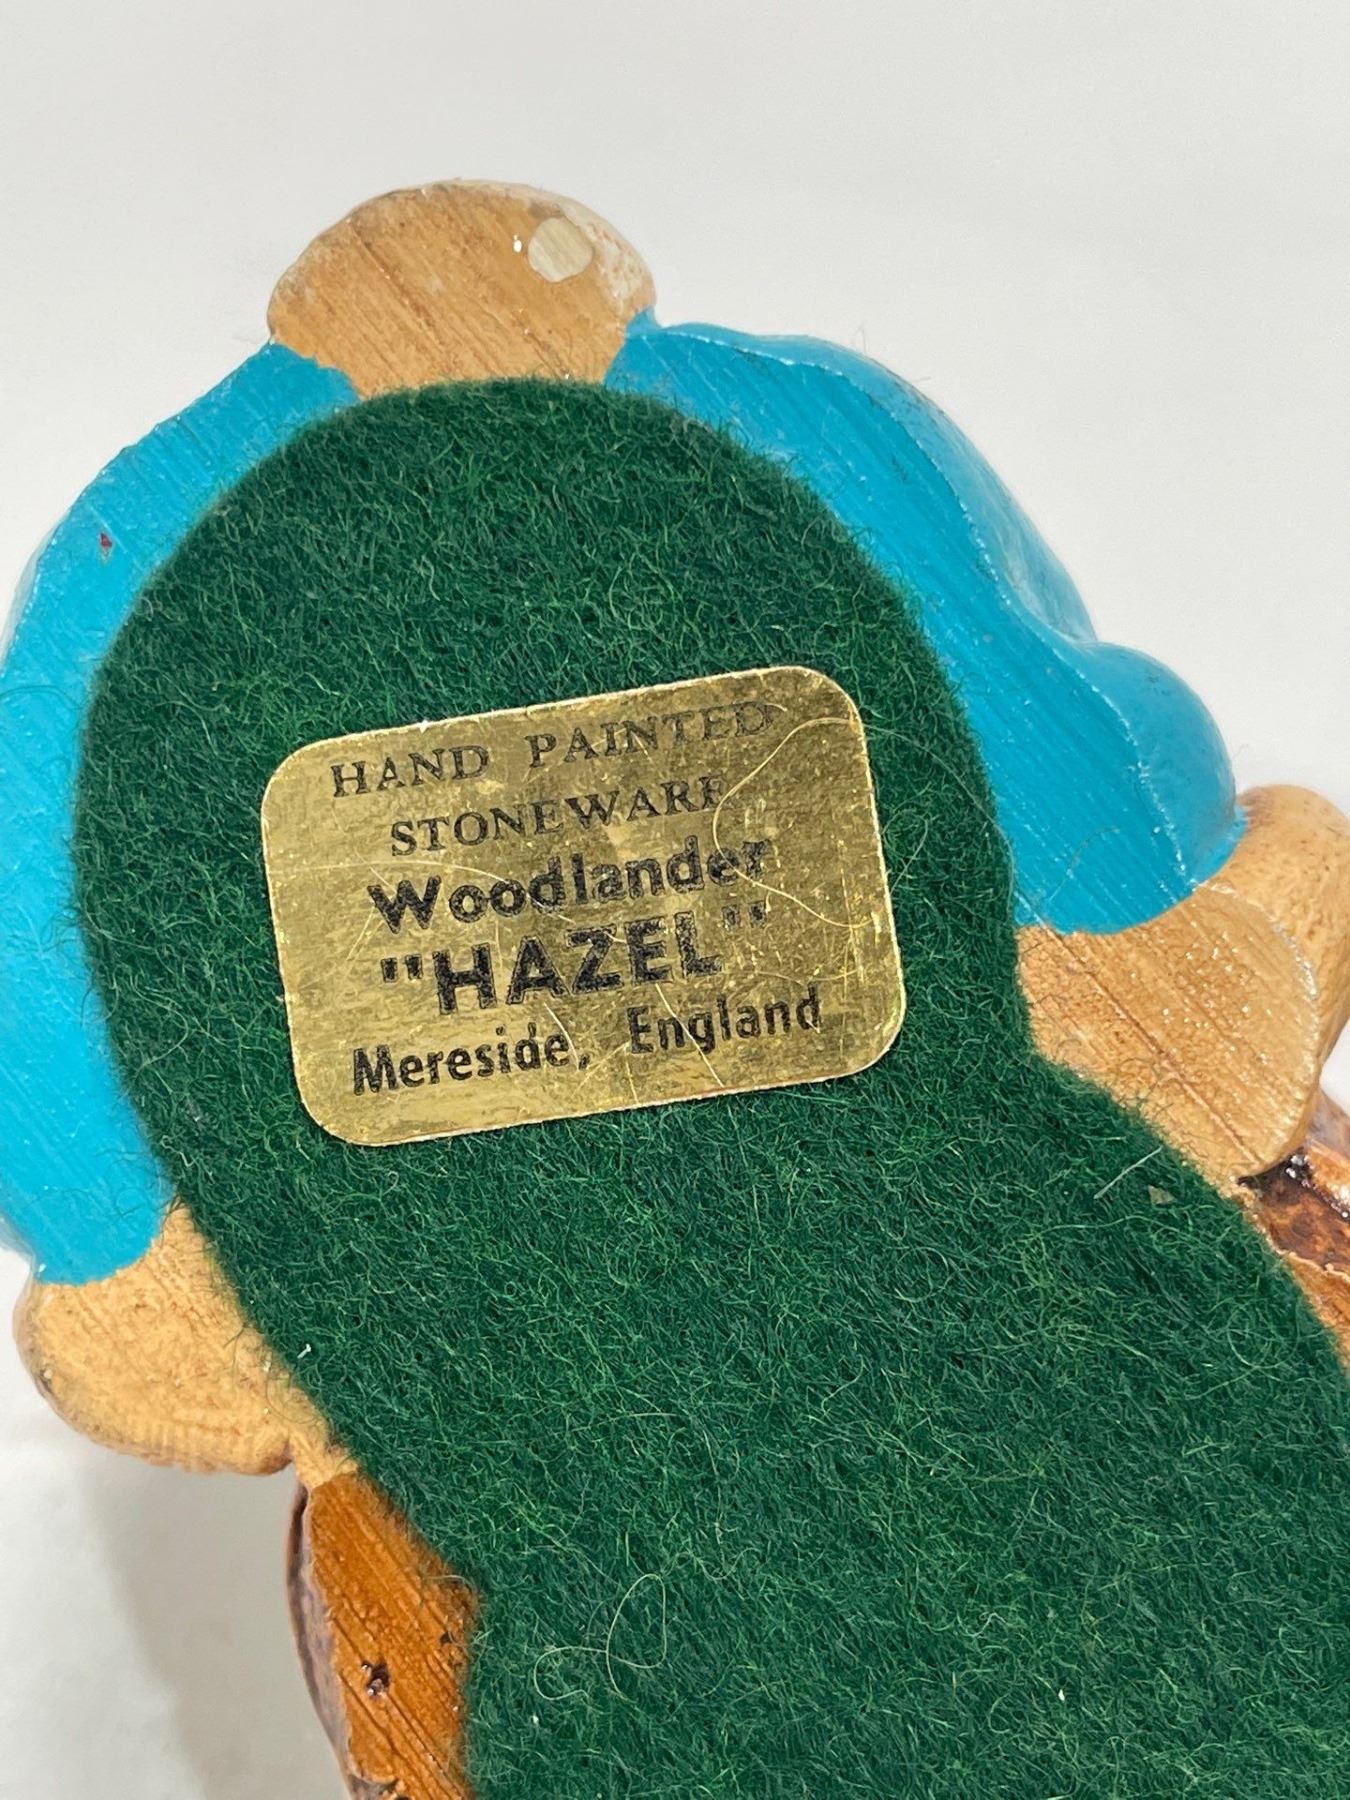 HAND PAINTED
STONEWARE
Woodlander
"HAZEL"
Mereside, England